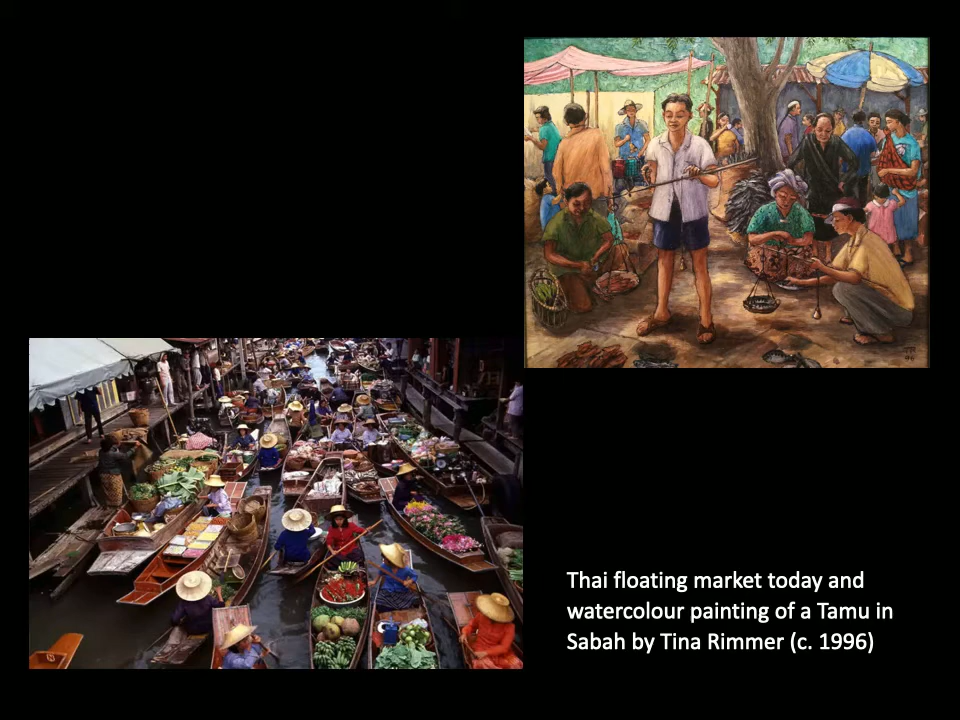 Thai floating market today and
watercolour painting of a Tamu in
Sabah by Tina Rimmer (c. 1996)